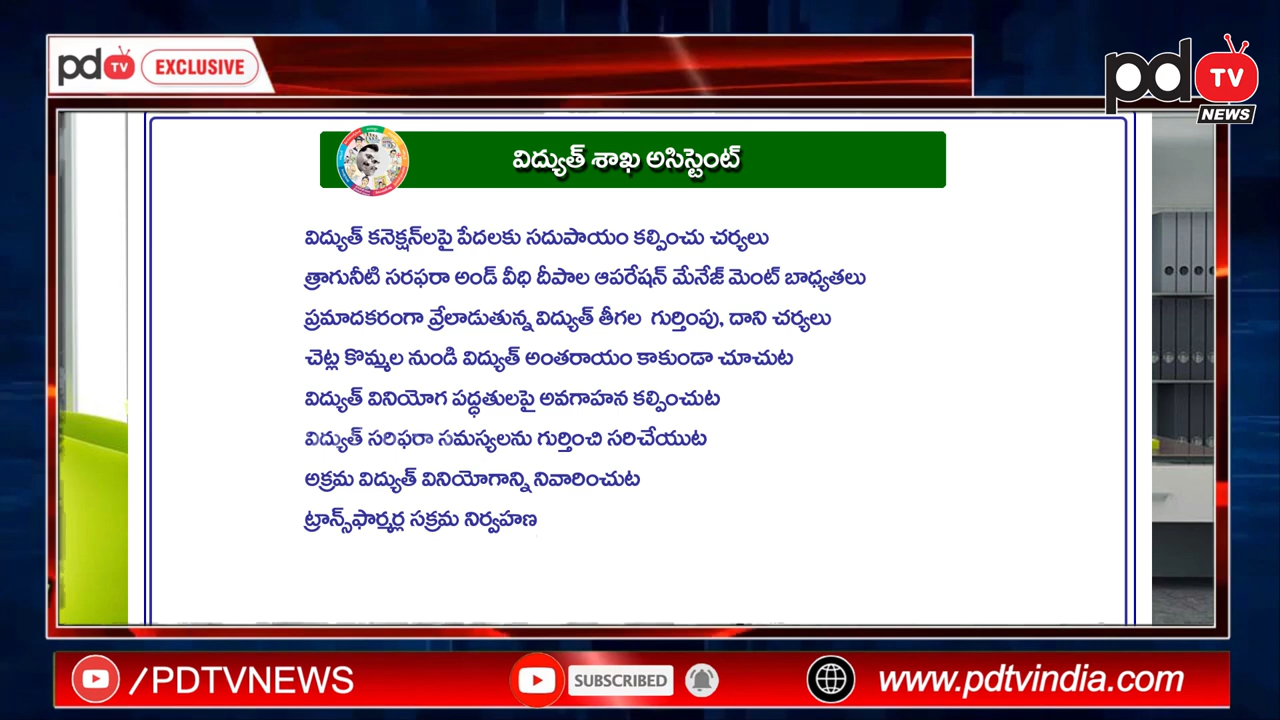 pd TV EXCLUSIVE
pd TV NEWS
విద్యుత్ శాఖ అసిస్టెంట్
విద్యుత్ కనెక్షన్‌లపై పేదలకు సదుపాయం కల్పించు చర్యలు
త్రాగునీటి సరఫరా అండ్ వీధి దీపాల ఆపరేషన్ మేనేజ్ మెంట్ బాధ్యతలు
ప్రమాదకరంగా వ్రేలాడుతున్న విద్యుత్ తీగల గుర్తింపు, దాని చర్యలు
చెట్ల కొమ్మల నుండి విద్యుత్ అంతరాయం కాకుండా చూచుట
విద్యుత్ వినియోగ పద్ధతులపై అవగాహన కల్పించుట
విద్యుత్ సరిఫరా సమస్యలను గుర్తించి సరిచేయుట
అక్రమ విద్యుత్ వినియోగాన్ని నివారించుట
ట్రాన్స్‌ఫార్మర్ల సక్రమ నిర్వహణ
/PDTVNEWS SUBSCRIBED www.pdtvindia.com